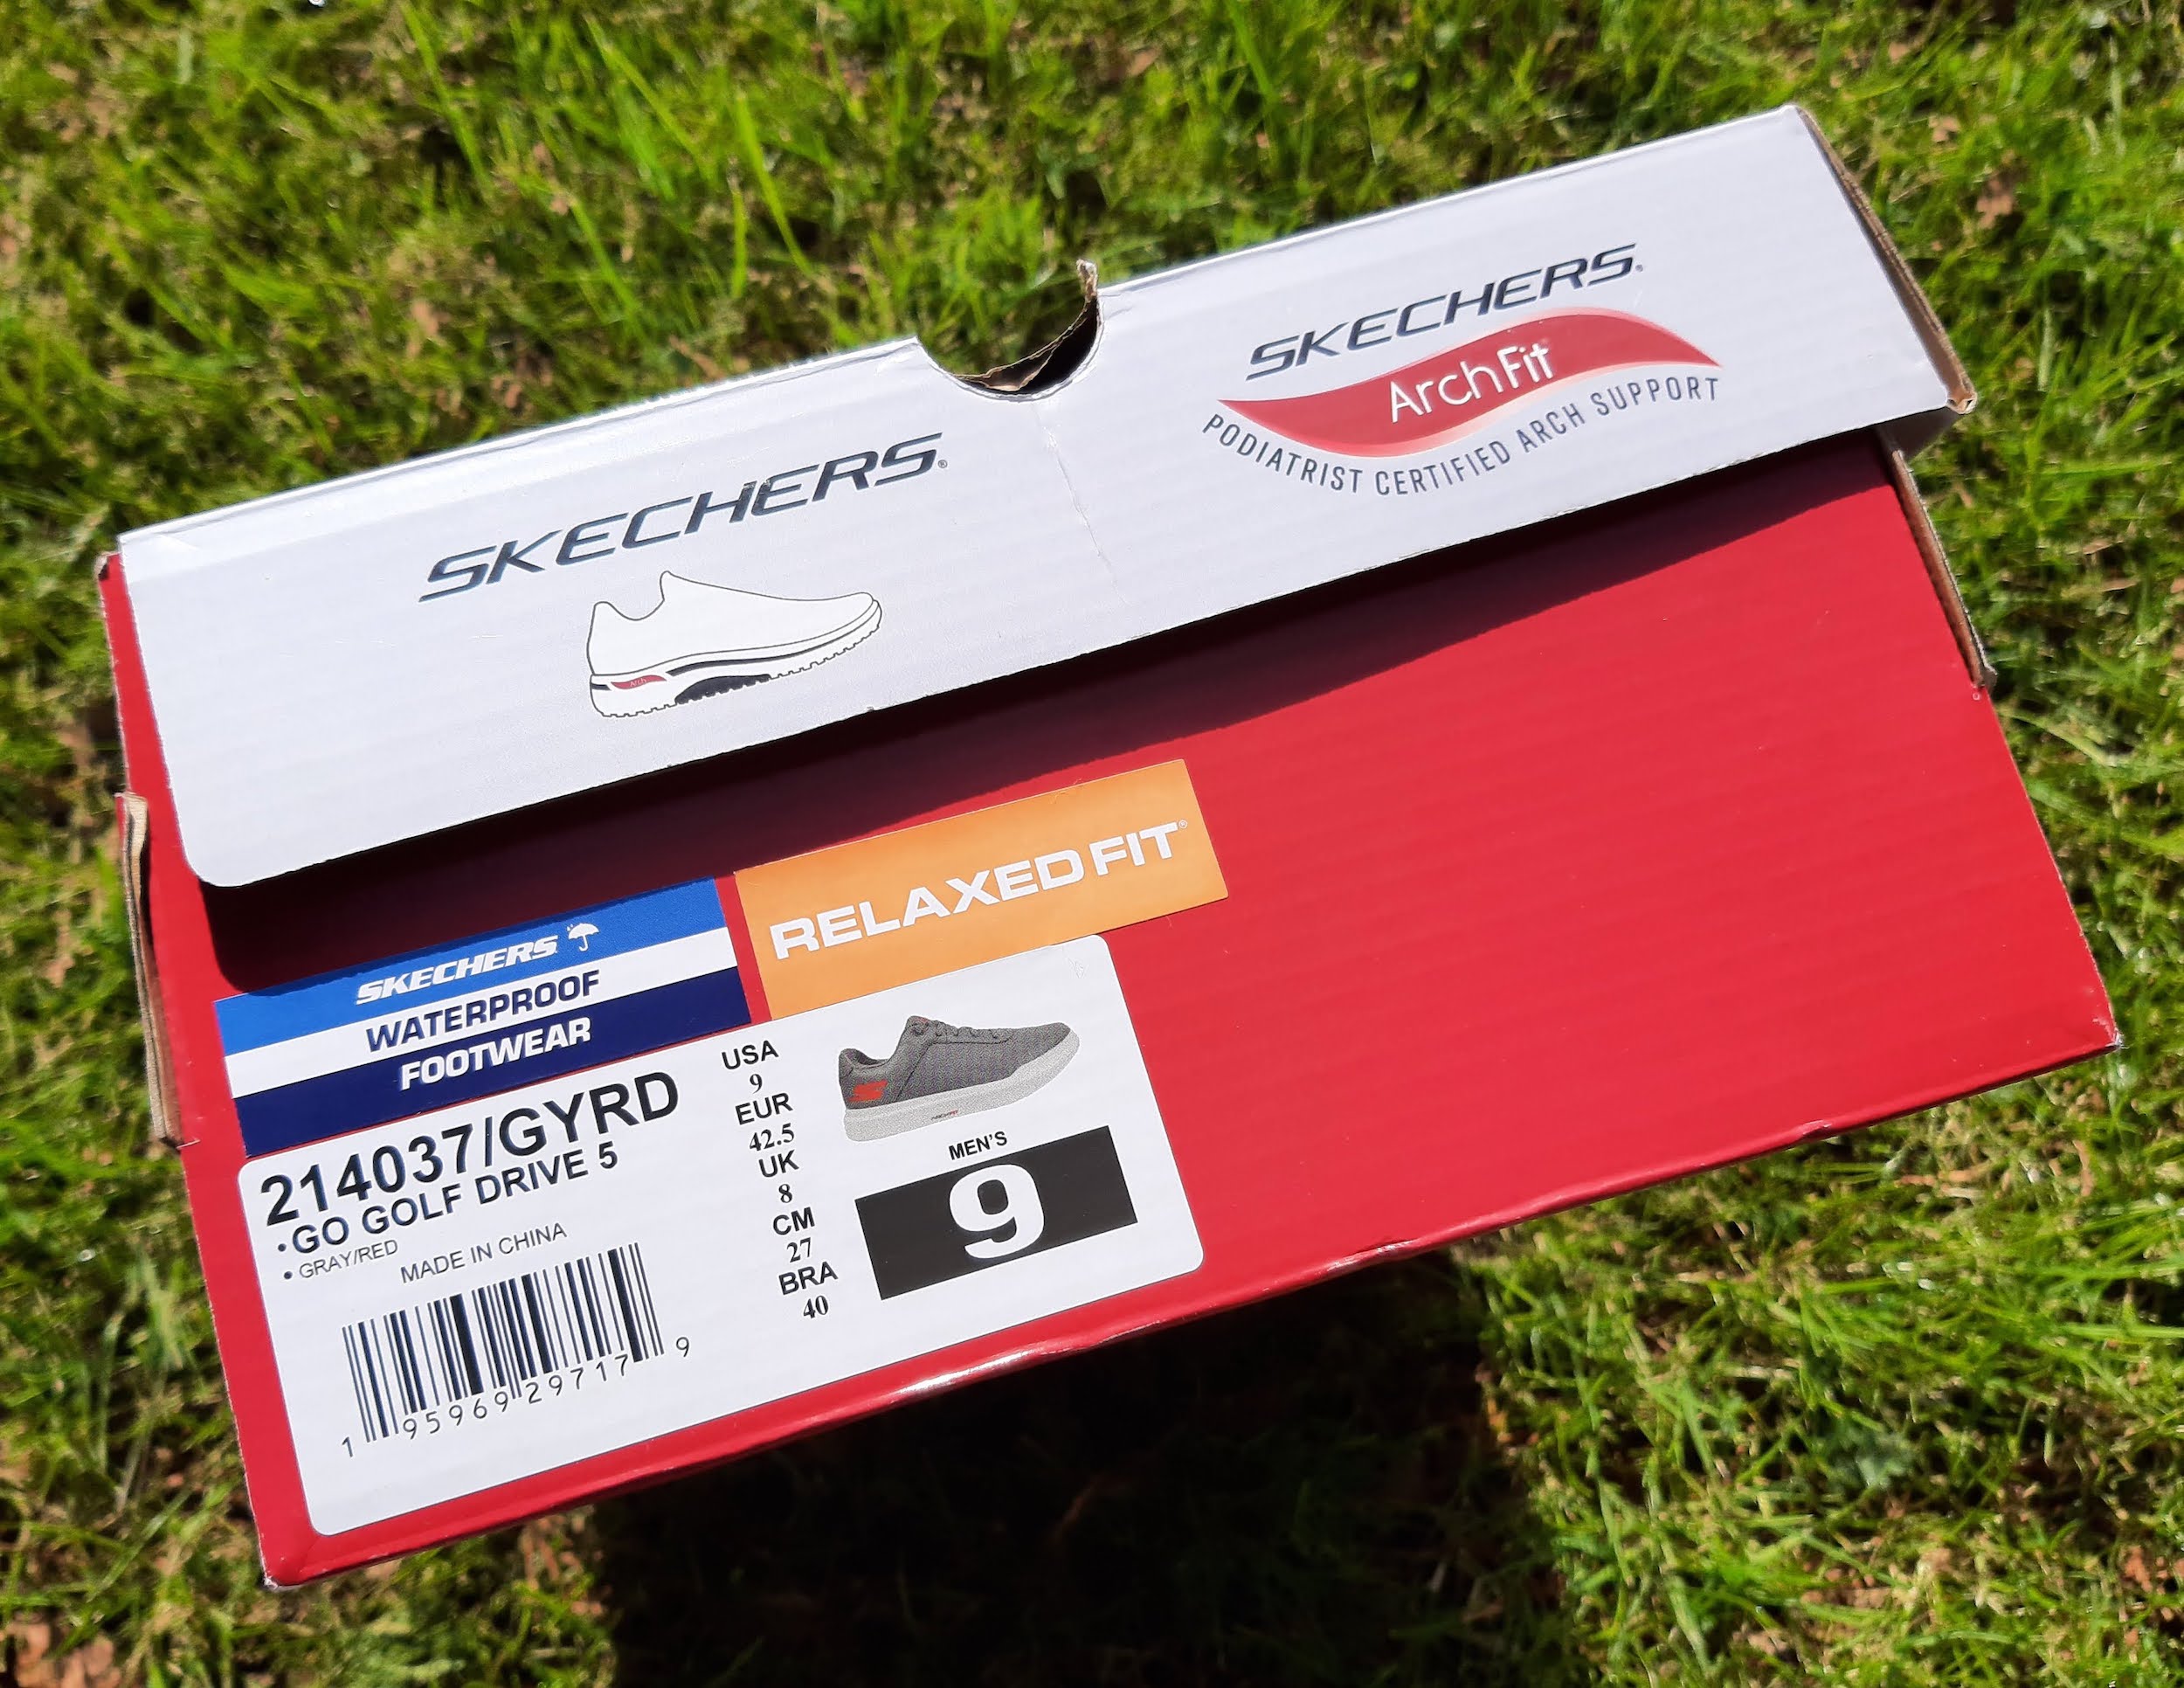 SKECHERS®
Arch
SKECHERS®
ArchFit
PODIATRIST CERTIFIED ARCH SUPPORT
RELAXED FIT®
SKECHERS
WATERPROOF
FOOTWEAR
214037/GYRD
•GO GOLF DRIVE 5
• GRAY/RED
MADE IN CHINA
1 95969 29717 9
USA
9
EUR
42.5
UK
8
CM
27
BRA
40
MEN'S
9